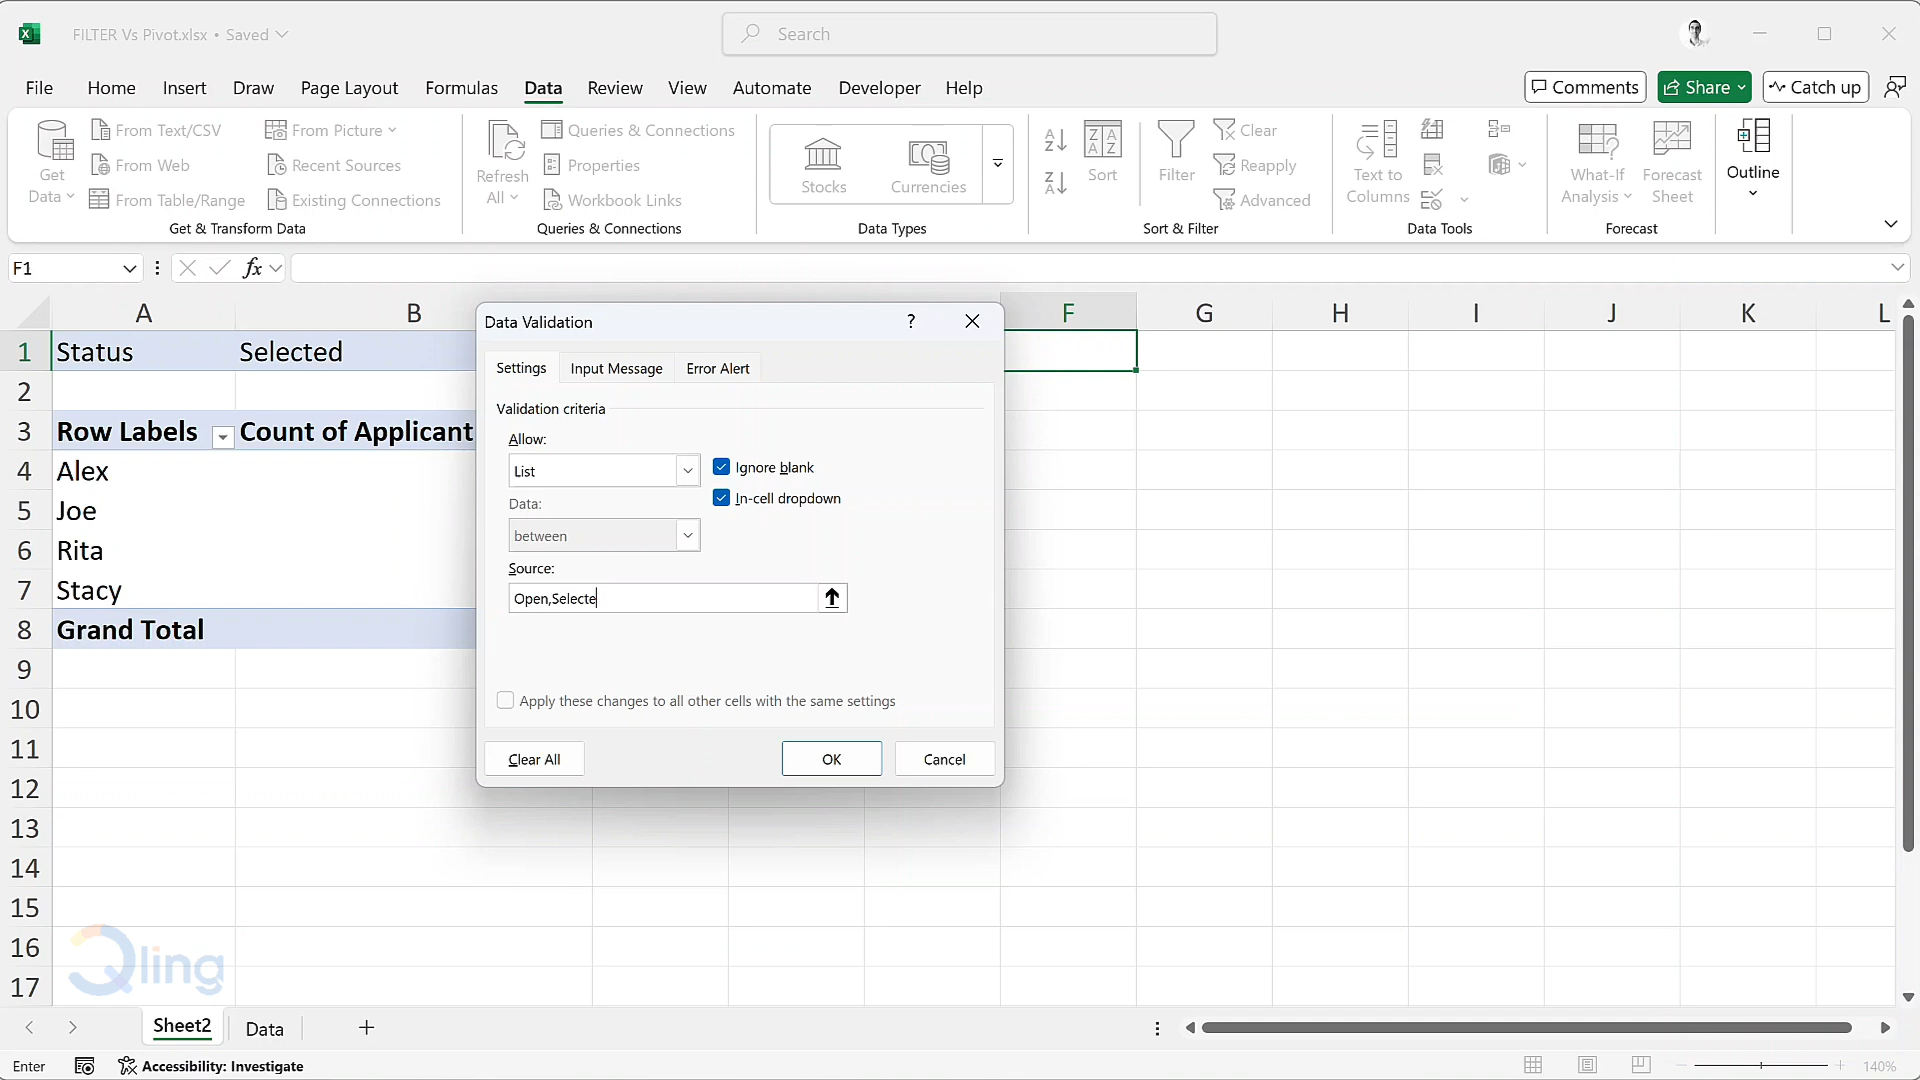 FILTER Vs Pivot.xlsx • Saved
Search
File Home Insert Draw Page Layout Formulas Data Review View Automate Developer Help
Comments Share Catch up
Get Data
From Text/CSV
From Web
From Table/Range
From Picture
Recent Sources
Existing Connections
Get & Transform Data
Refresh All
Queries & Connections
Properties
Workbook Links
Queries & Connections
Stocks
Currencies
Data Types
Sort
Filter
Clear
Reapply
Advanced
Sort & Filter
Text to Columns
Data Tools
What-If Analysis
Forecast Sheet
Forecast
Outline
F1 fx
A B F G H I J K L
1 Status Selected
2
3 Row Labels Count of Applicant
4 Alex
5 Joe
6 Rita
7 Stacy
8 Grand Total
9
10
11
12
13
14
15
16
17
Data Validation ?
Settings Input Message Error Alert
Validation criteria
Allow:
List
Ignore blank
In-cell dropdown
Data:
between
Source:
Open,Selecte
Apply these changes to all other cells with the same settings
Clear All OK Cancel
Qling
Sheet2 Data +
Enter Accessibility: Investigate 140%